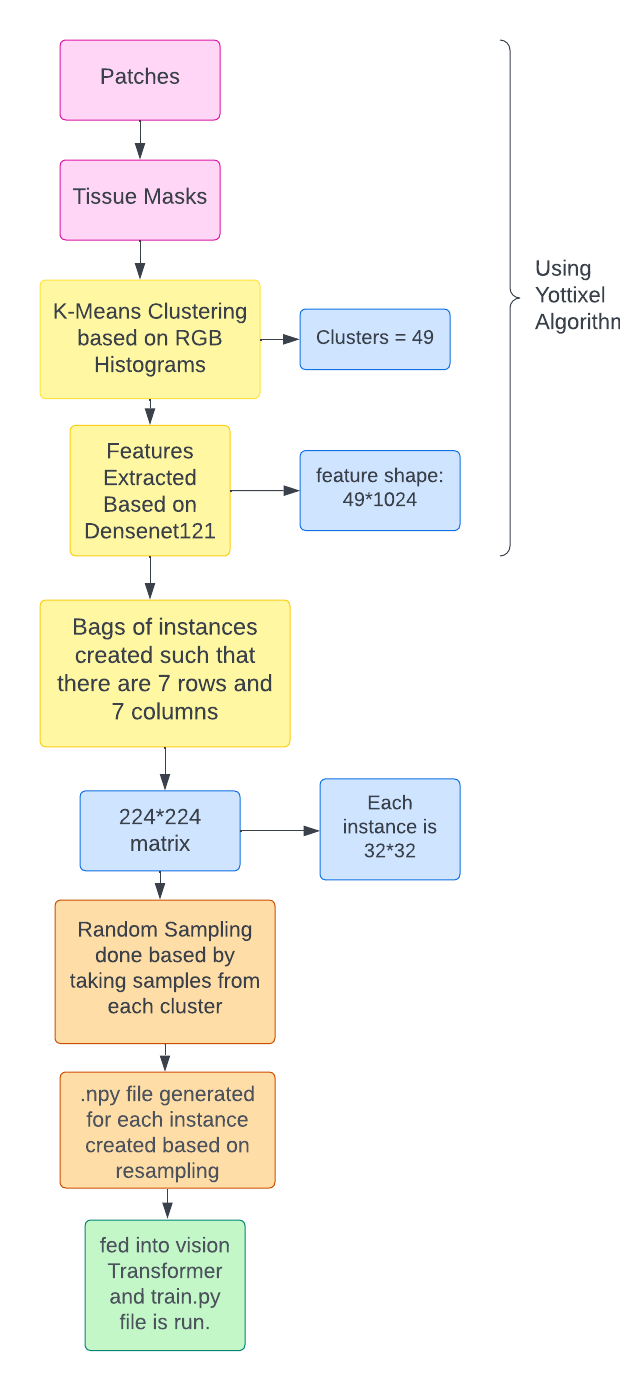 Patches
Tissue Masks
Using
Yottixel
Algorithm
K-Means Clustering
based on RGB
Histograms
Clusters = 49
Features
Extracted
Based on
Densenet121
feature shape:
49*1024
Bags of instances
created such that
there are 7 rows and
7 columns
224*224
matrix
Each
instance is
32*32
Random Sampling
done based by
taking samples from
each cluster
.npy file generated
for each instance
created based on
resampling
fed into vision
Transformer
and train.py
file is run.